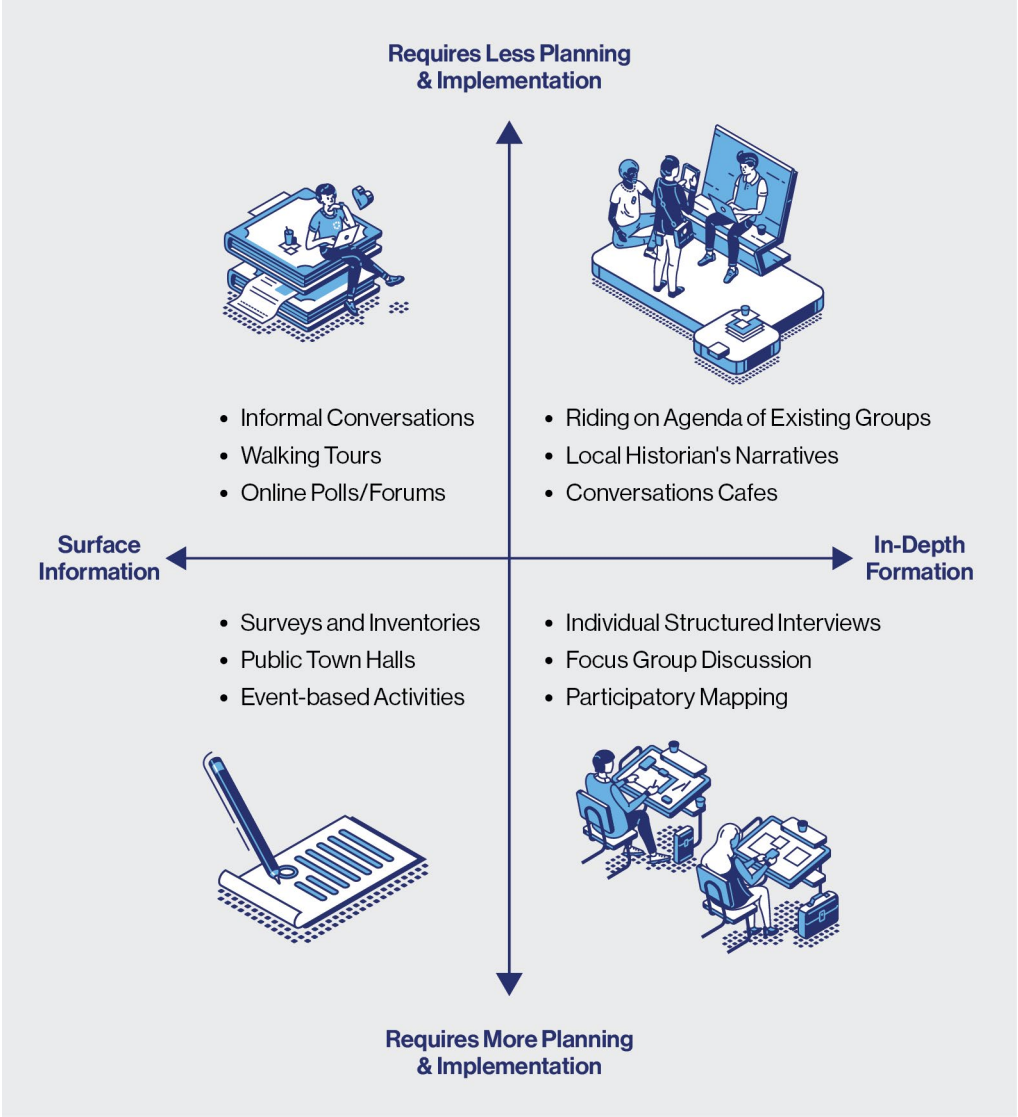 Requires Less Planning
& Implementation
• Informal Conversations
• Walking Tours
• Online Polls/Forums
• Riding on Agenda of Existing Groups
• Local Historian's Narratives
• Conversations Cafes
Surface
Information
In-Depth
Formation
• Surveys and Inventories
• Public Town Halls
• Event-based Activities
• Individual Structured Interviews
• Focus Group Discussion
• Participatory Mapping
Requires More Planning
& Implementation